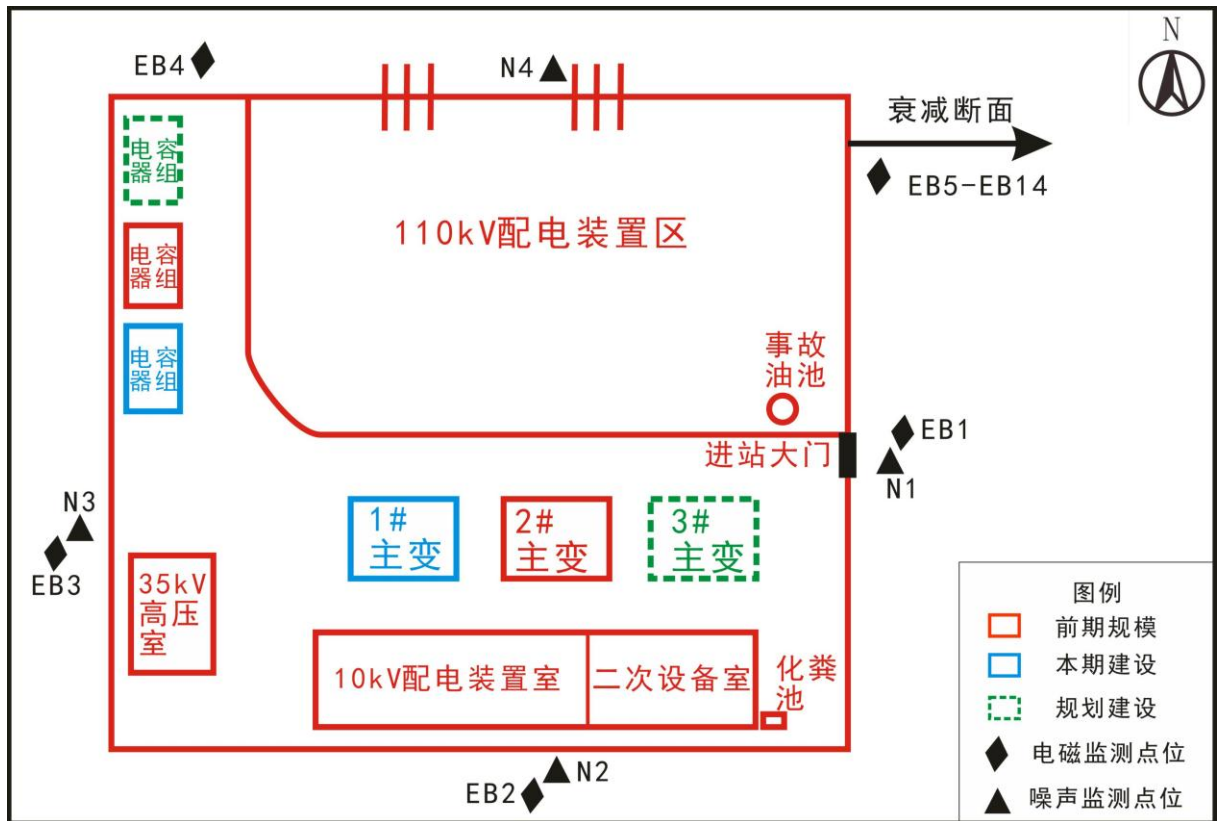 N
EB4
N4
衰减断面
EB5-EB14
电容
器组
110kV配电装置区
电容
器组
电容
器组
事故
油池
EB1
进站大门
N1
N3
EB3
1#
主变
2#
主变
3#
主变
35kV
高压
室
10kV配电装置室
二次设备室
化粪
池
N2
EB2
图例
前期规模
本期建设
规划建设
电磁监测点位
噪声监测点位